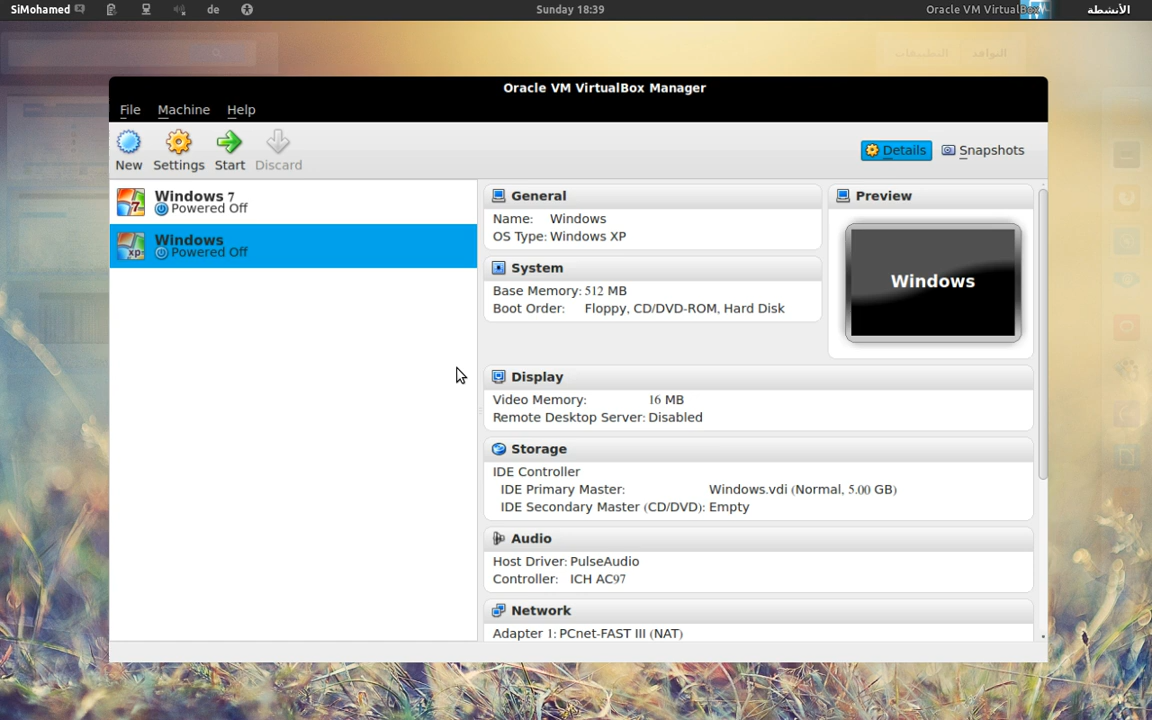 SiMohamed
de
Sunday 18:39
Oracle VM VirtualBox
الأنشطة
النوافذ
التطبيقات
Oracle VM VirtualBox Manager
File Machine Help
New Settings Start Discard
Details Snapshots
Windows 7
Powered Off
Windows
Powered Off
General
Name: Windows
OS Type: Windows XP
System
Base Memory: 512 MB
Boot Order: Floppy, CD/DVD-ROM, Hard Disk
Preview
Windows
Display
Video Memory: 16 MB
Remote Desktop Server: Disabled
Storage
IDE Controller
IDE Primary Master: Windows.vdi (Normal, 5.00 GB)
IDE Secondary Master (CD/DVD): Empty
Audio
Host Driver: PulseAudio
Controller: ICH AC97
Network
Adapter 1: PCnet-FAST III (NAT)